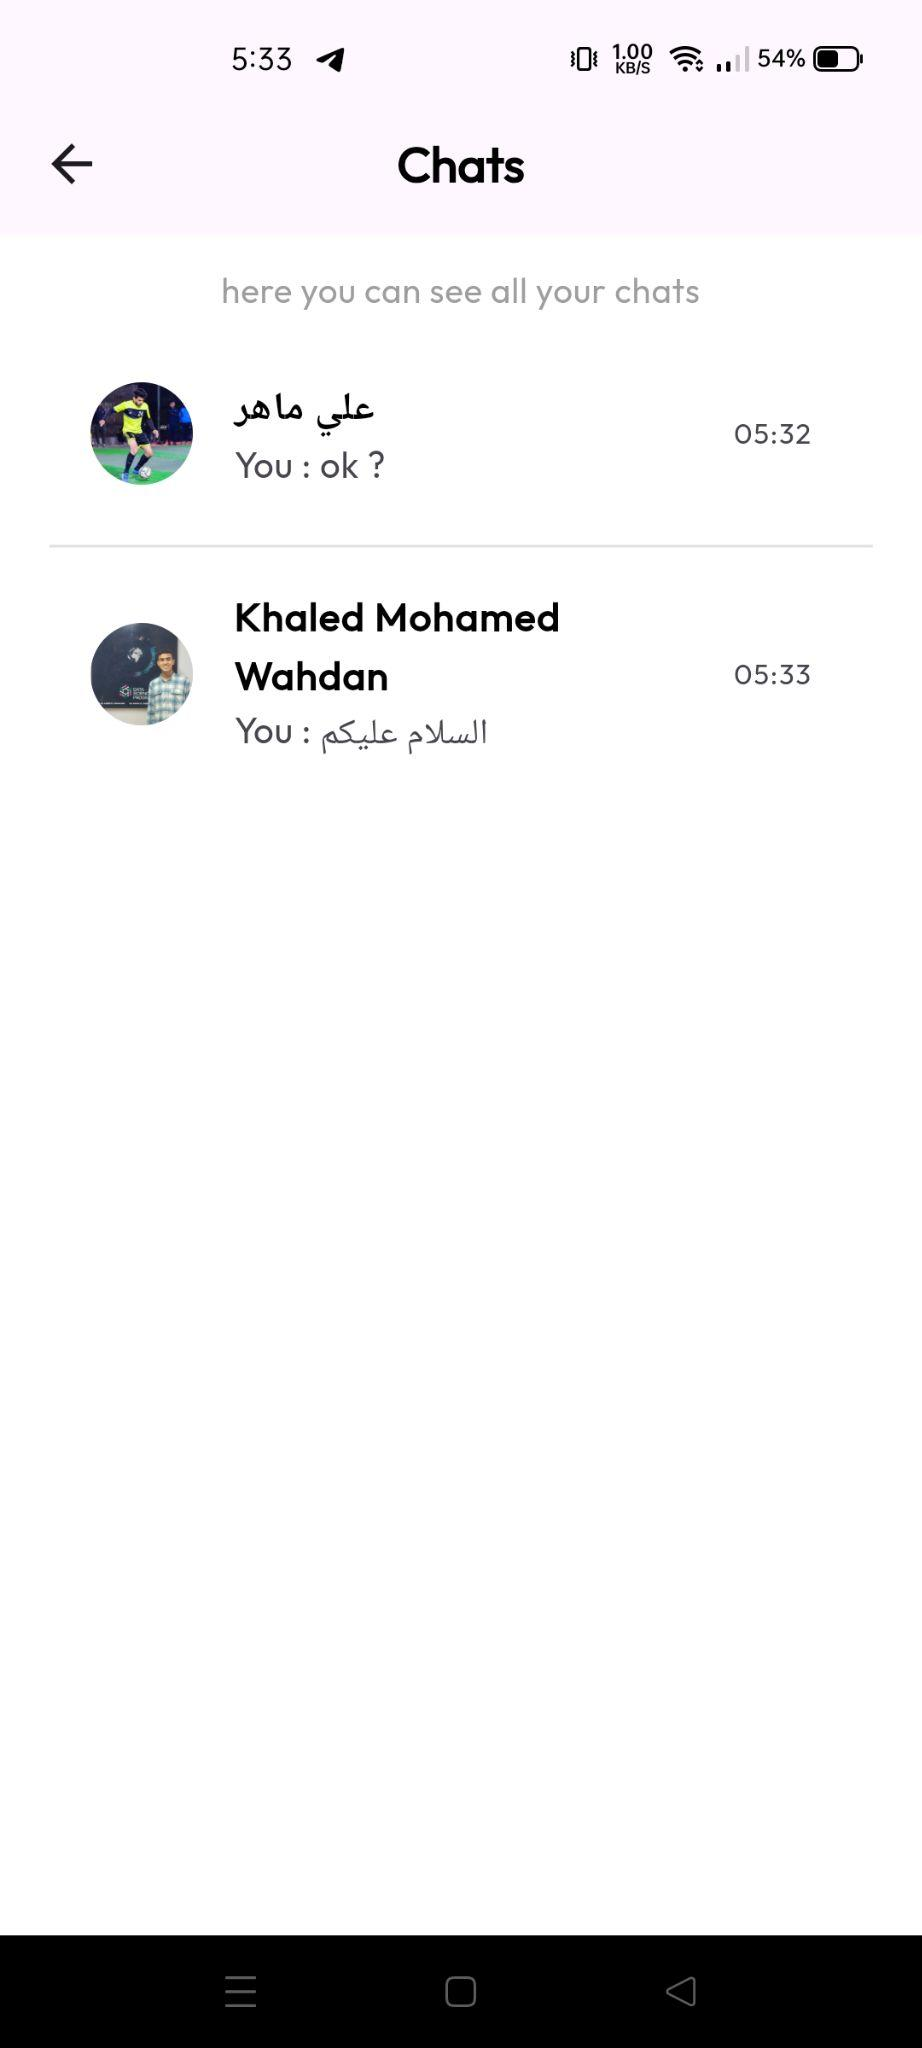 5:33
1.00
KB/S
54%
Chats
here you can see all your chats
علي ماهر
You : ok ?
05:32
Khaled Mohamed
Wahdan
You : السلام عليكم
05:33